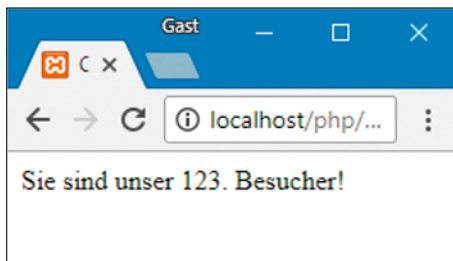 Gast
C
localhost/php/...
Sie sind unser 123. Besucher!